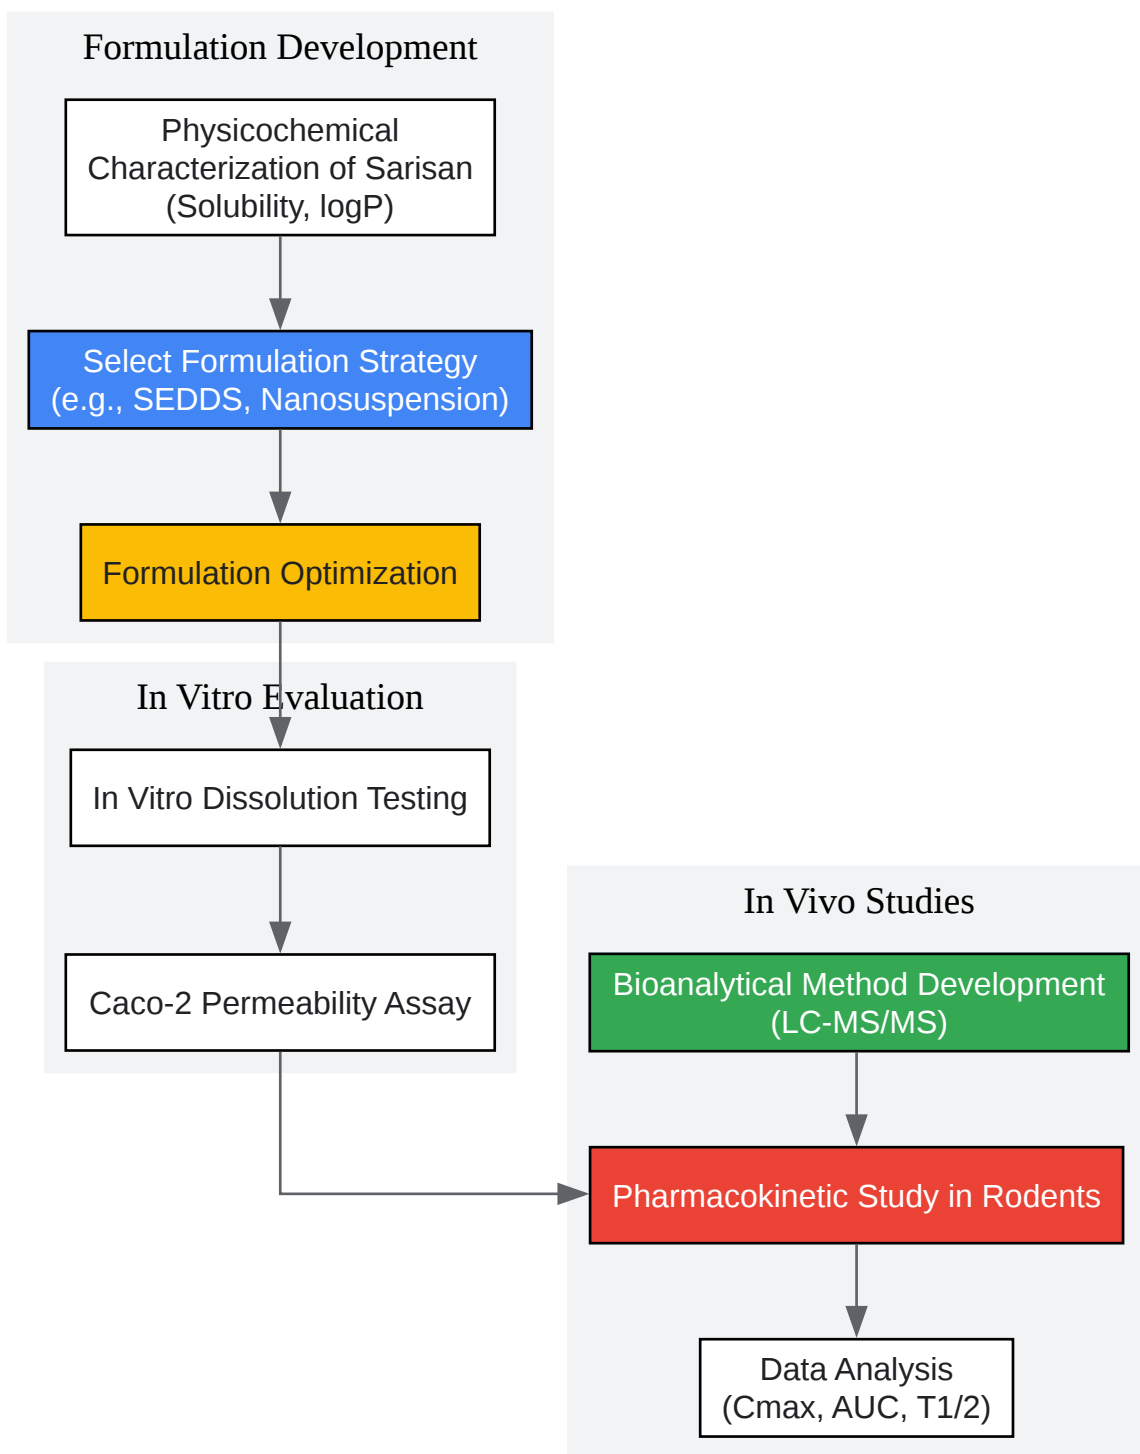 Formulation Development
Physicochemical
Characterization of Sarisan
(Solubility, logP)
Select Formulation Strategy
(e.g., SEDDS, Nanosuspension)
Formulation Optimization
In Vitro Evaluation
In Vitro Dissolution Testing
Caco-2 Permeability Assay
In Vivo Studies
Bioanalytical Method Development
(LC-MS/MS)
Pharmacokinetic Study in Rodents
Data Analysis
(Cmax, AUC, T1/2)